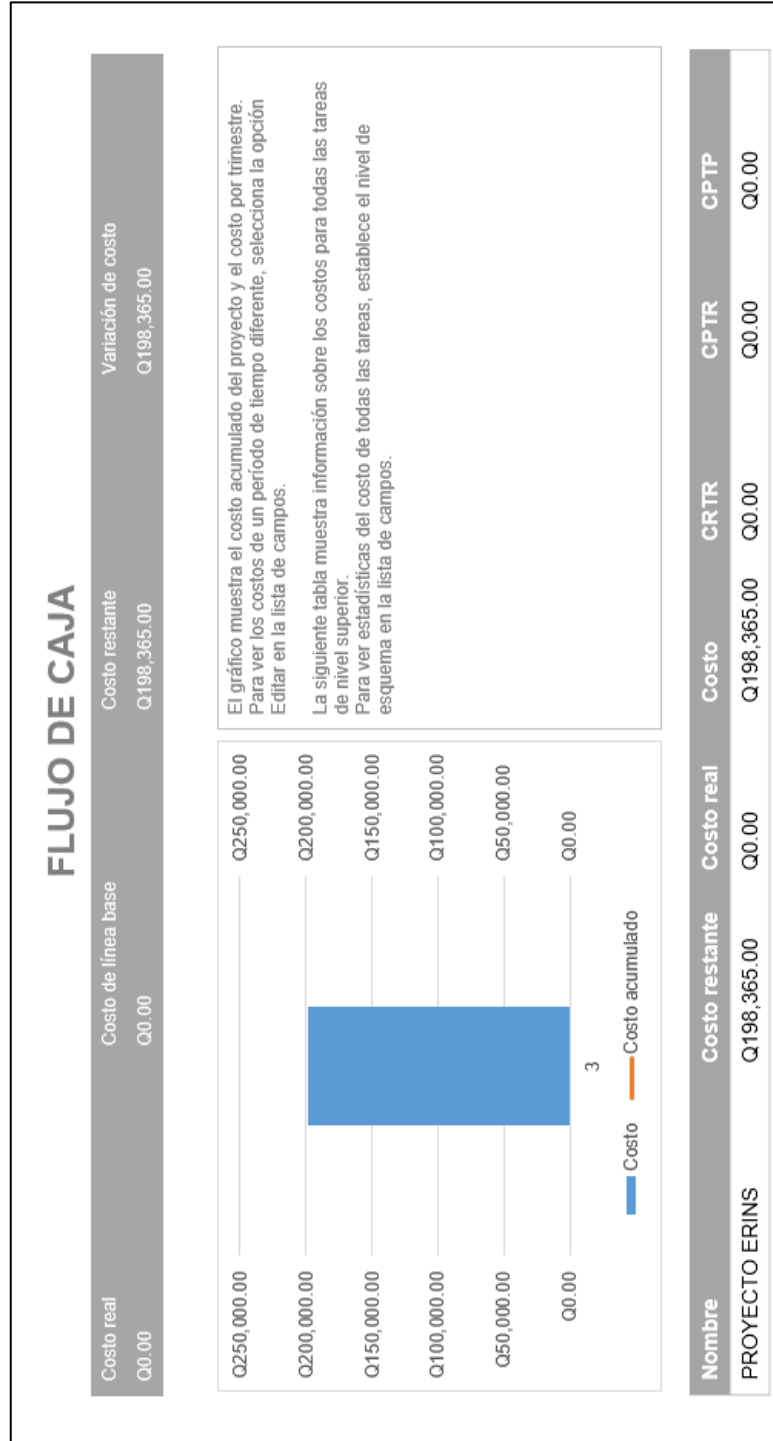 FLUJO DE CAJA
Costo real Costo de línea base Costo restante Variación de costo
Q0.00 Q0.00 Q198,365.00 Q198,365.00
Q250,000.00 Q250,000.00
Q200,000.00 Q200,000.00
Q150,000.00 Q150,000.00
Q100,000.00 Q100,000.00
Q50,000.00 Q50,000.00
Q0.00 Q0.00
3
Costo Costo acumulado
El gráfico muestra el costo acumulado del proyecto y el costo por trimestre.
Para ver los costos de un período de tiempo diferente, selecciona la opción
Editar en la lista de campos.
La siguiente tabla muestra información sobre los costos para todas las tareas
de nivel superior.
Para ver estadísticas del costo de todas las tareas, establece el nivel de
esquema en la lista de campos.
Nombre Costo restante Costo real Costo CRTR CPTR CPTP
PROYECTO ERINS Q198,365.00 Q0.00 Q198,365.00 Q0.00 Q0.00 Q0.00